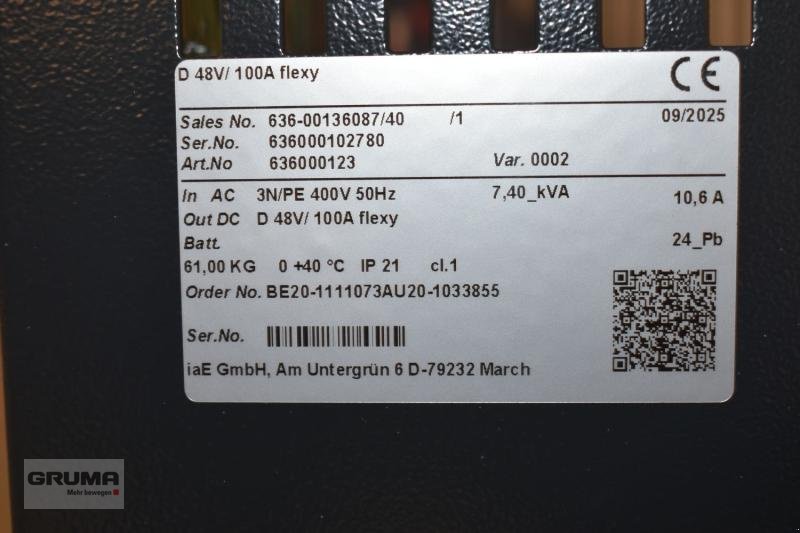 D 48V/ 100A flexy CE
Sales No. 636-00136087/40 /1 09/2025
Ser.No. 636000102780
Art.No 636000123 Var. 0002
In AC 3N/PE 400V 50Hz 7,40_kVA 10,6 A
Out DC D 48V/ 100A flexy
Batt. 24_Pb
61,00 KG 0 +40 °C IP 21 cl.1
Order No. BE20-1111073AU20-1033855
Ser.No.
iaE GmbH, Am Untergrün 6 D-79232 March
GRUMA
Mehr bewegen